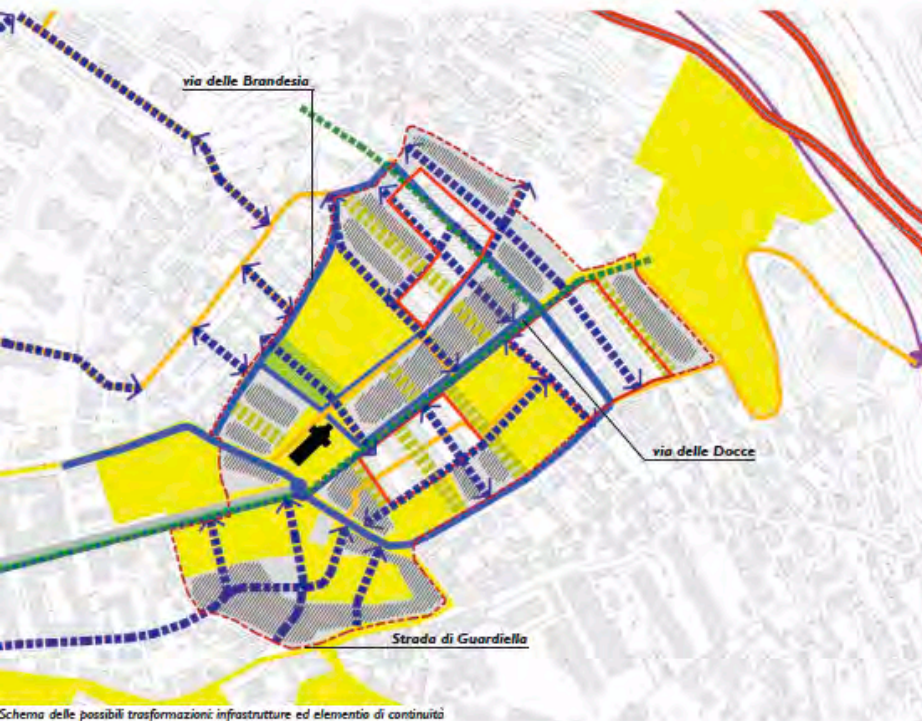 via delle Brandesia
via delle Docce
Strada di Guardiella
Schema delle possibili trasformazioni: infrastrutture ed elementio di continuità